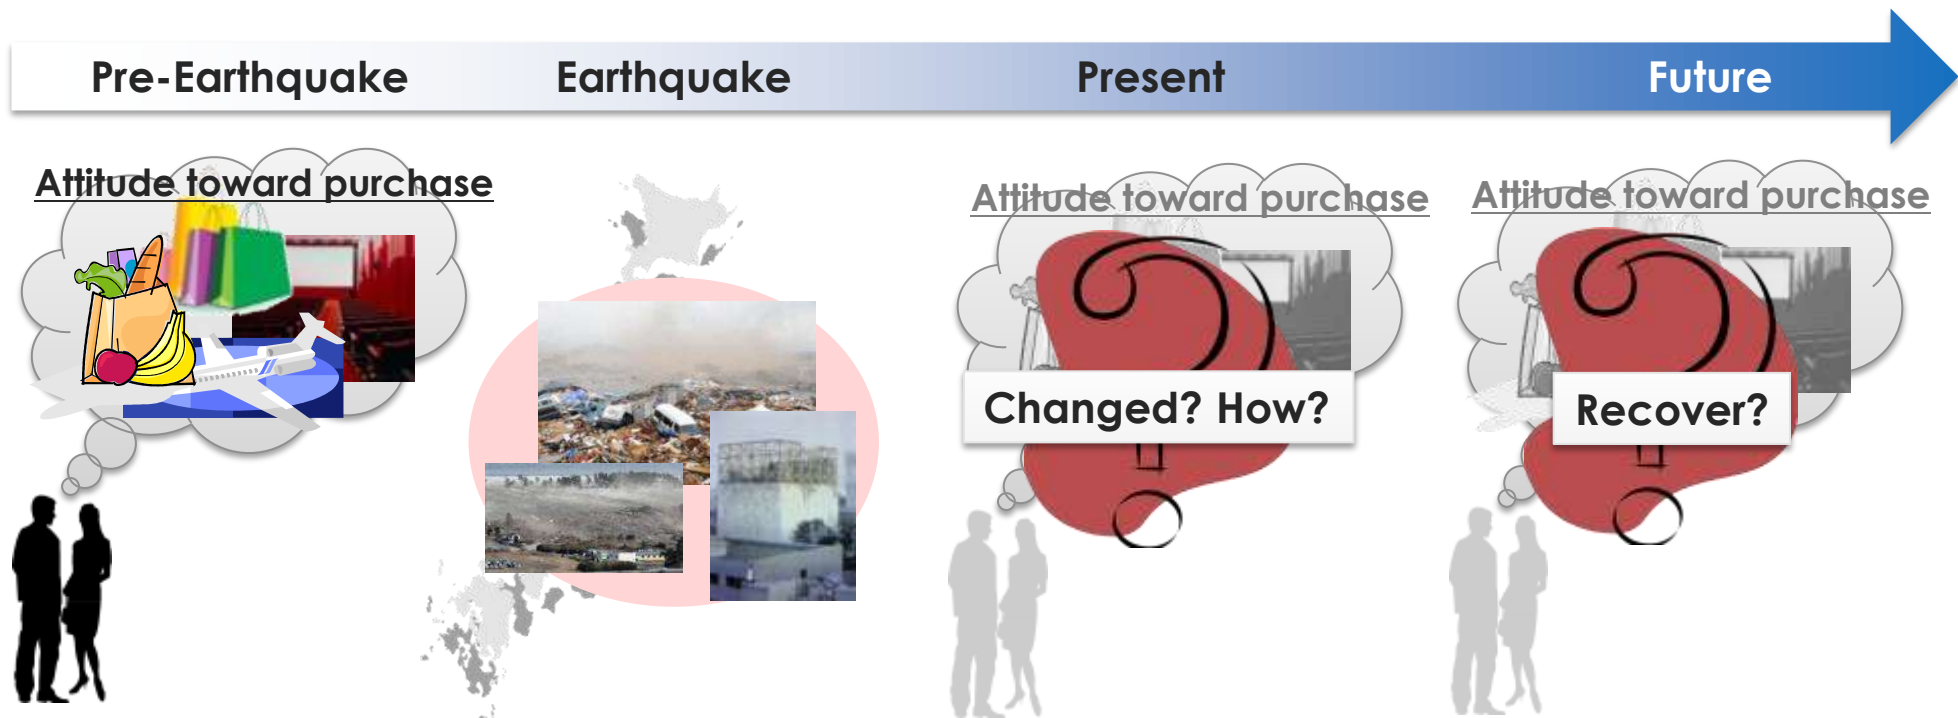 Pre-Earthquake
Earthquake
Present
Future
Attitude toward purchase
Attitude toward purchase
Attitude toward purchase
Changed? How?
Recover?